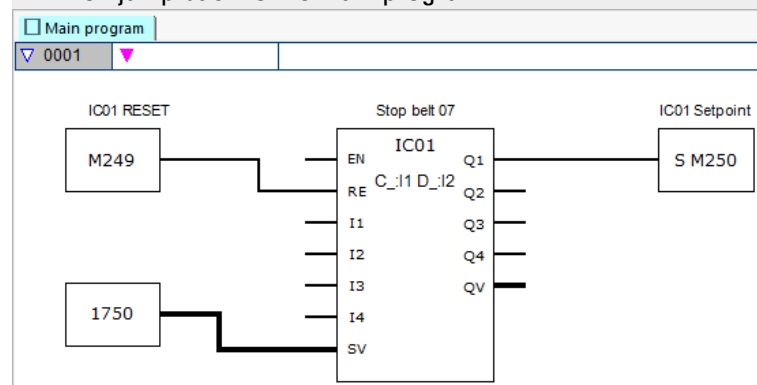 Main program
0001
IC01 RESET
Stop belt 07
IC01 Setpoint
M249
IC01
S M250
EN
Q1
C_:I1 D_:I2
RE
Q2
I1
Q3
I2
Q4
I3
QV
1750
I4
SV